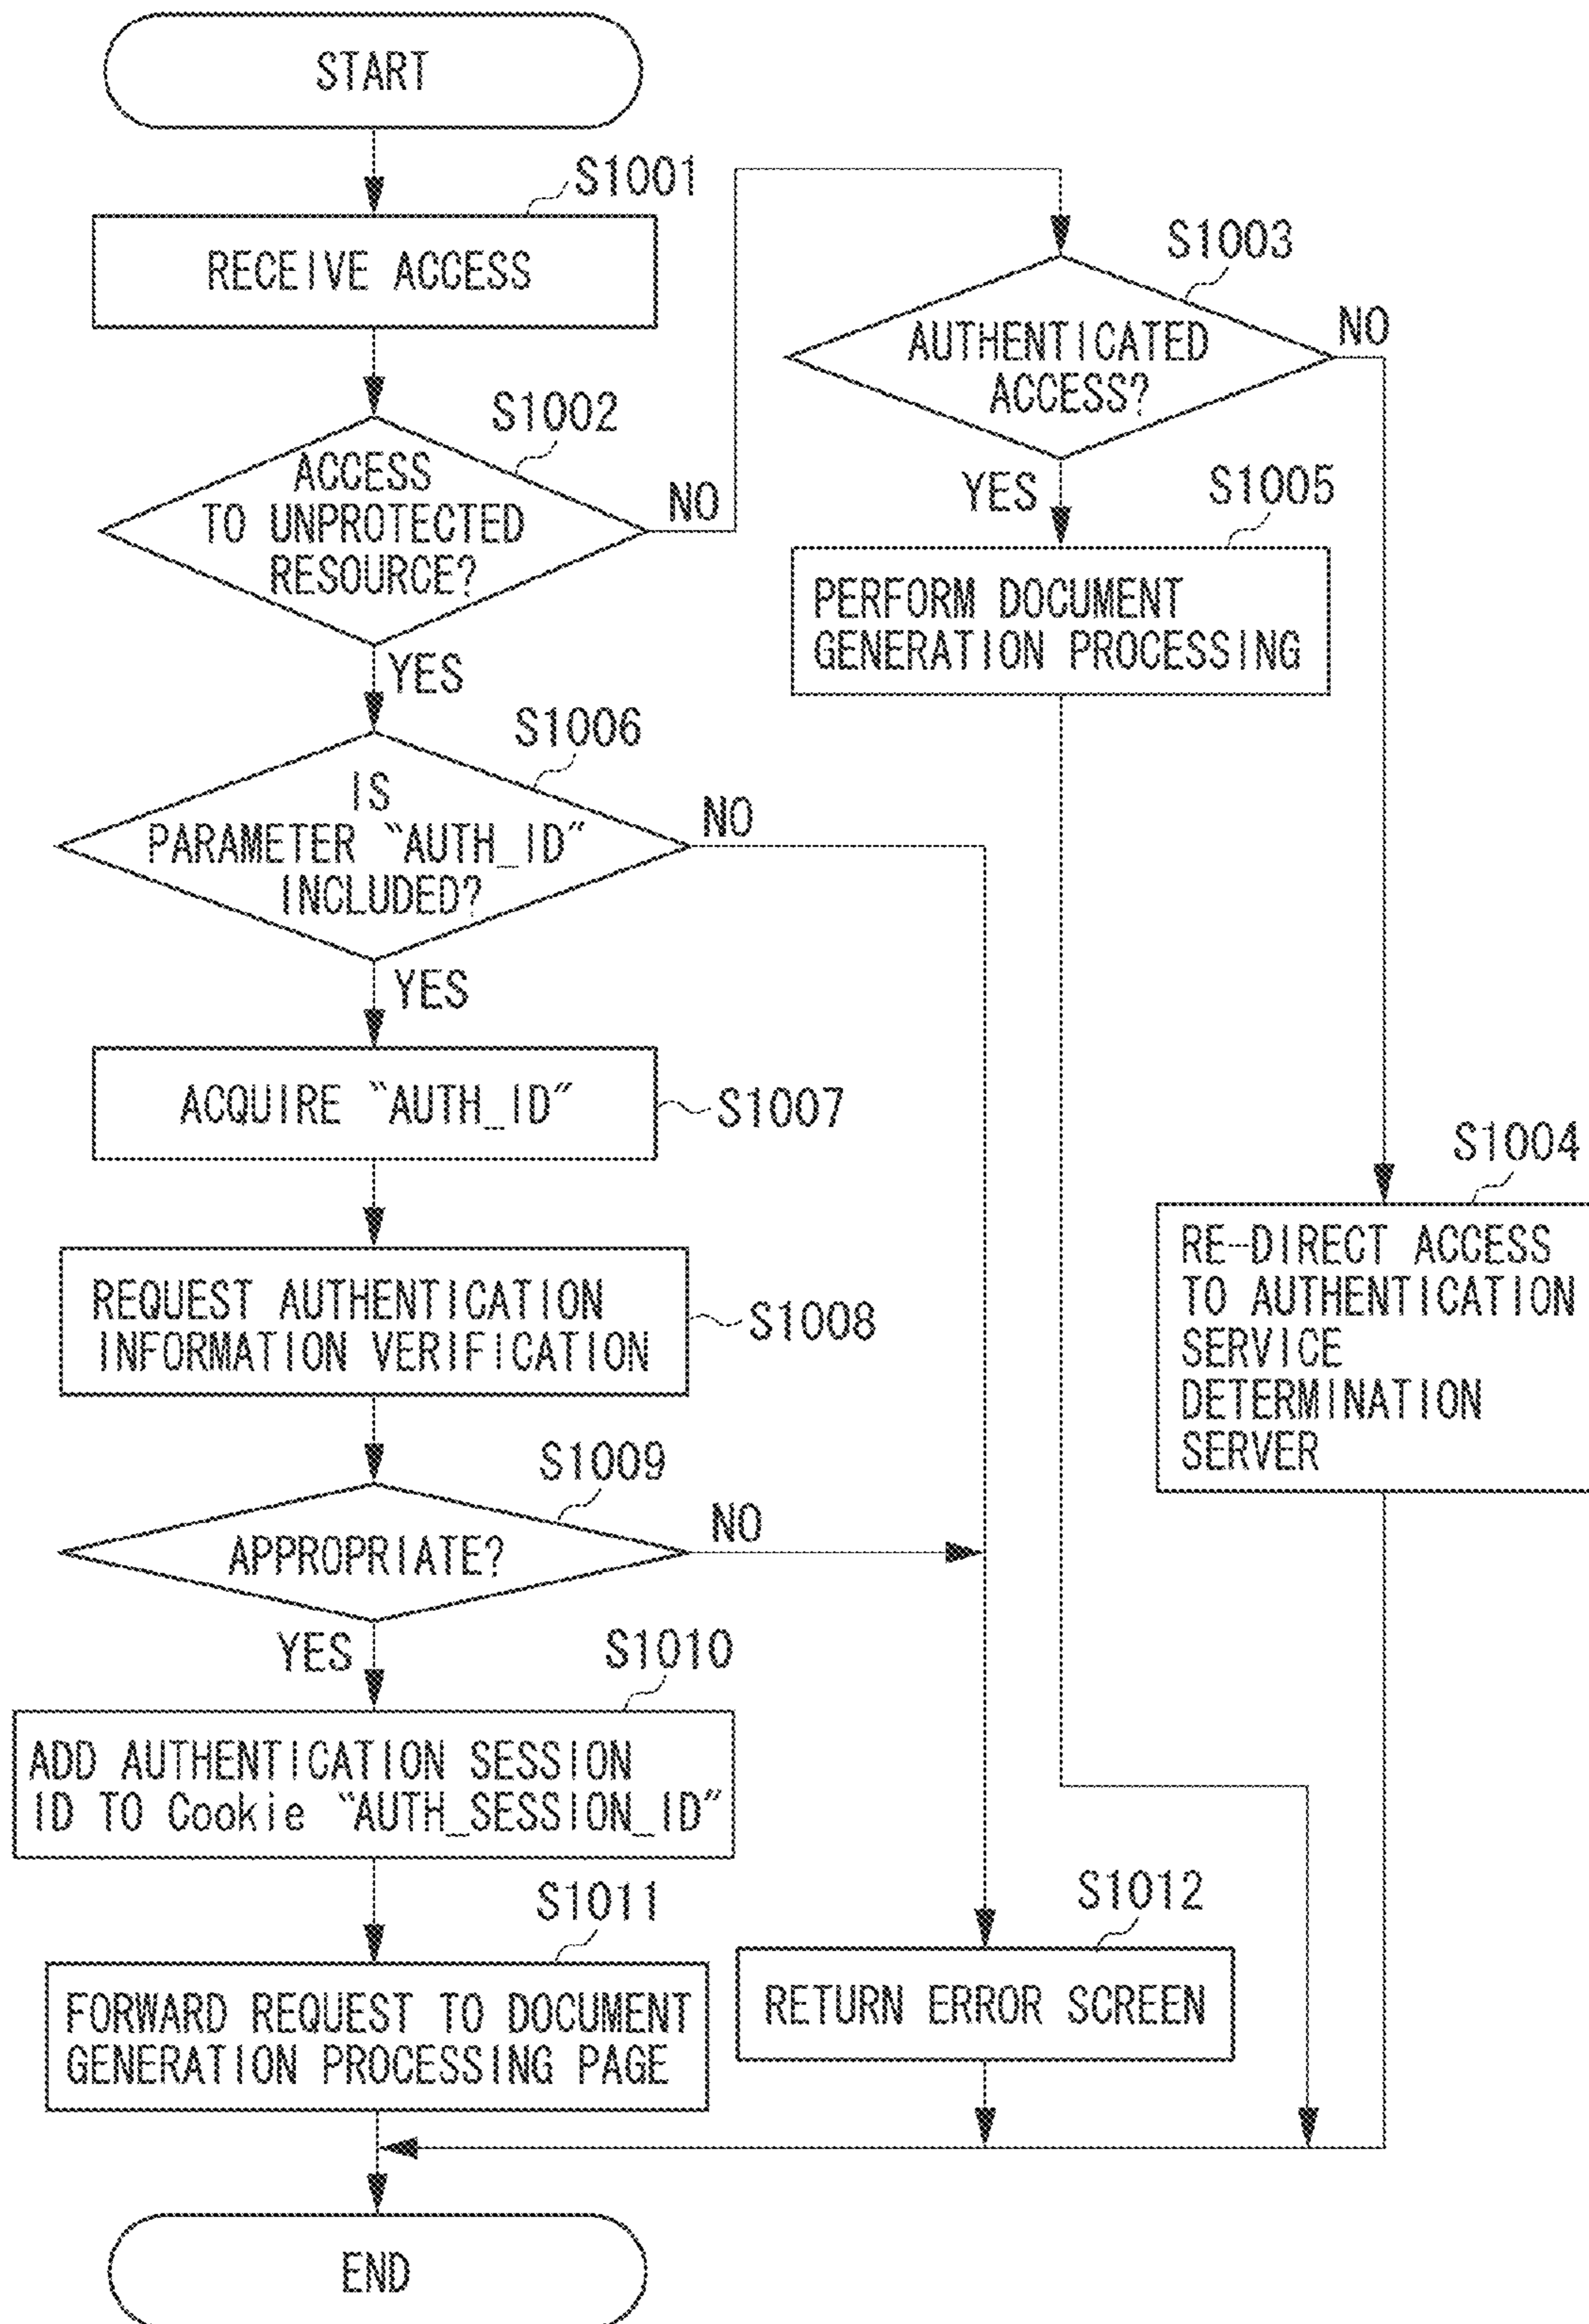 START
S1001
RECEIVE ACCESS
S1002
ACCESS
TO UNPROTECTED
RESOURCE?
NO
YES
S1003
AUTHENTICATED
ACCESS?
NO
YES
S1005
PERFORM DOCUMENT
GENERATION PROCESSING
S1006
IS
PARAMETER “AUTH_ID”
INCLUDED?
NO
YES
ACQUIRE “AUTH_ID”
S1007
S1004
RE-DIRECT ACCESS
TO AUTHENTICATION
SERVICE
DETERMINATION
SERVER
REQUEST AUTHENTICATION
INFORMATION VERIFICATION
S1008
S1009
APPROPRIATE?
NO
YES
S1010
ADD AUTHENTICATION SESSION
ID TO Cookie “AUTH_SESSION_ID”
S1011
FORWARD REQUEST TO DOCUMENT
GENERATION PROCESSING PAGE
S1012
RETURN ERROR SCREEN
END